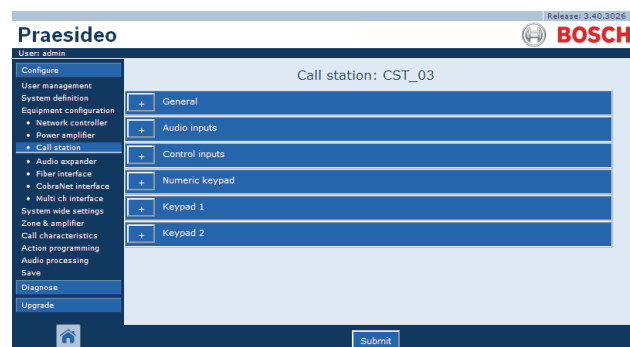 Release: 3.40.3026
Praesideo
BOSCH
User: admin
Configure
User management
System definition
Equipment configuration
• Network controller
• Power amplifier
• Call station
• Audio expander
• Fiber interface
• CobraNet interface
• Multi ch interface
System wide settings
Zone & amplifier
Call characteristics
Action programming
Audio processing
Save
Diagnose
Upgrade
Call station: CST_03
+ General
+ Audio inputs
+ Control inputs
+ Numeric keypad
+ Keypad 1
+ Keypad 2
Submit